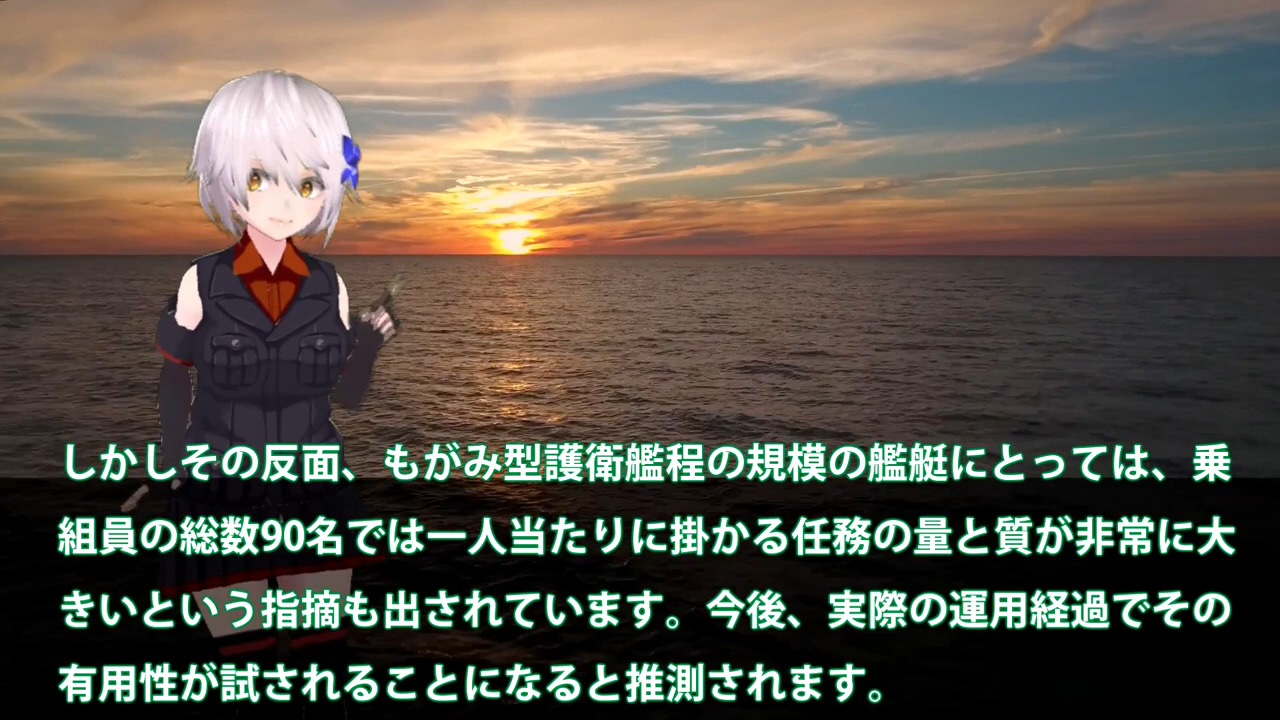 しかしその反面、もがみ型護衛艦程の規模の艦艇にとっては、乗
組員の総数90名では一人当たりに掛かる任務の量と質が非常に大
きいという指摘も出されています。今後、実際の運用経過でその
有用性が試されることになると推測されます。